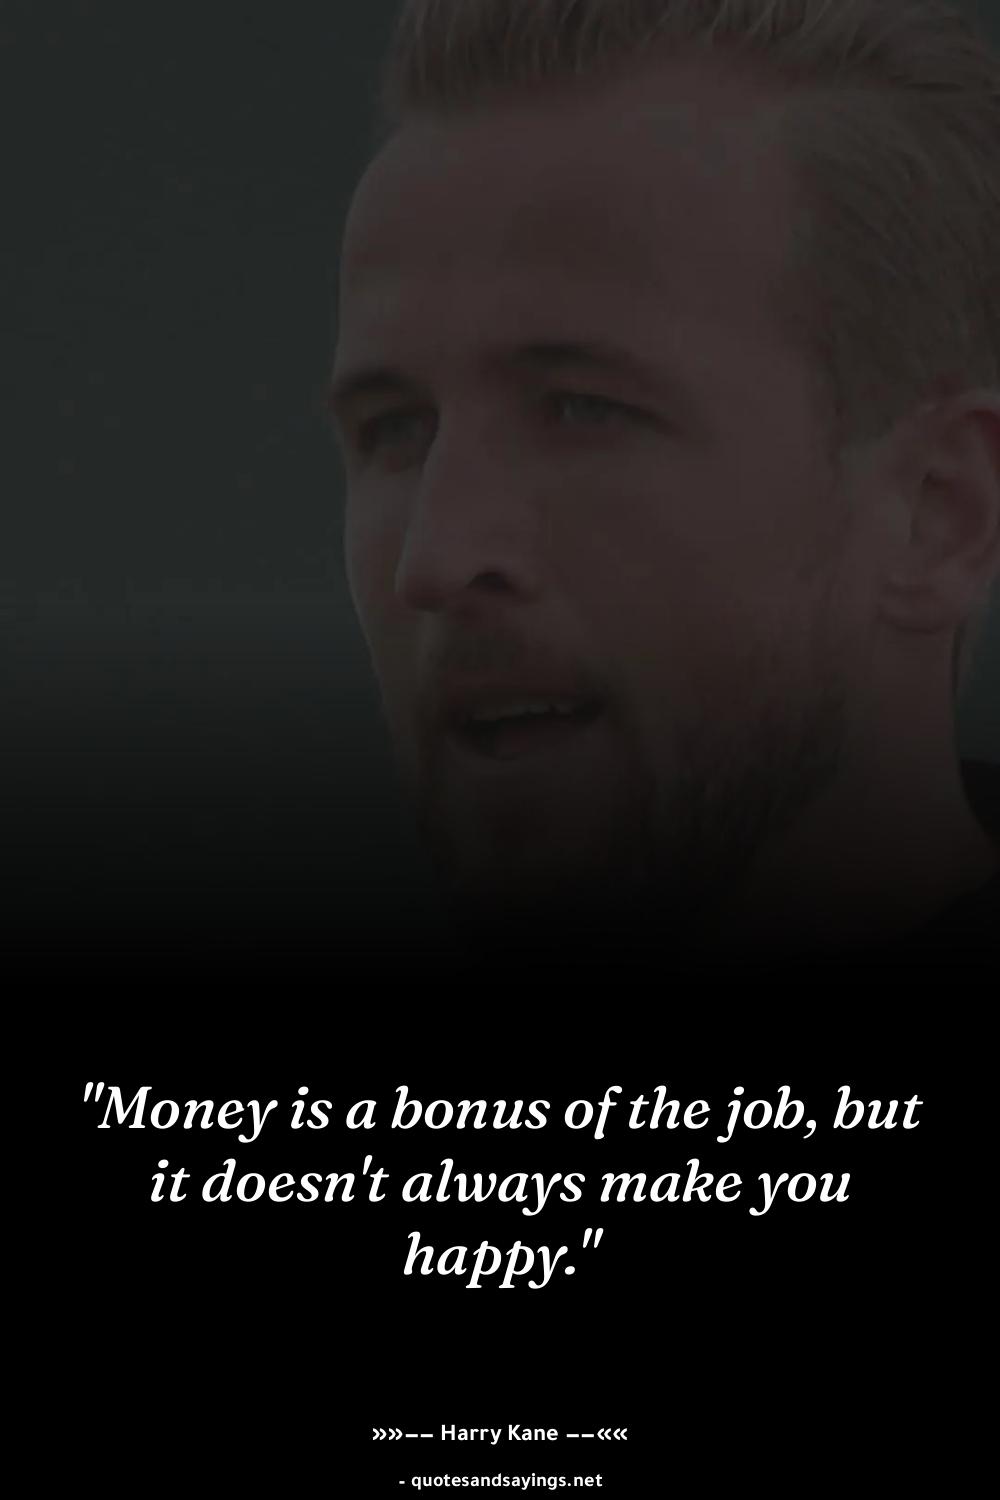 "Money is a bonus of the job, but
it doesn't always make you
happy."
»»–– Harry Kane ––««
- quotesandsayings.net